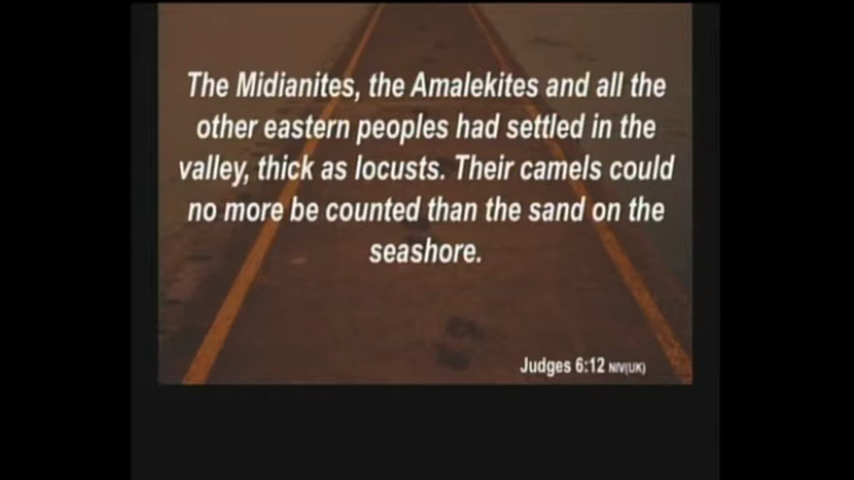 The Midianites, the Amalekites and all the
other eastern peoples had settled in the
valley, thick as locusts. Their camels could
no more be counted than the sand on the
seashore.
Judges 6:12 NIV(UK)